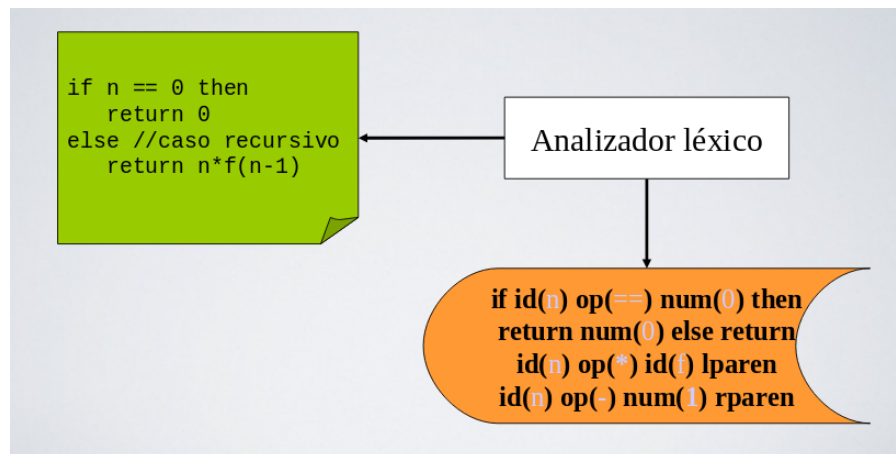 if n == 0 then
return 0
else //caso recursivo
return n*f(n-1)
Analizador léxico
if id(n) op(==) num(0) then
return num(0) else return
id(n) op(*) id(f) lparen
id(n) op(-) num(1) rparen